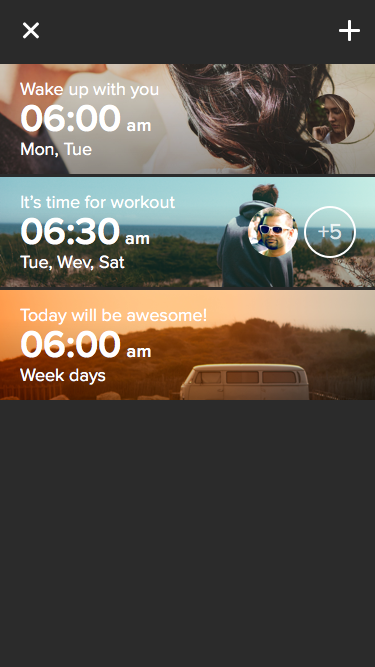 Wake up with you
06:00 am
Mon, Tue
It's time for workout
06:30 am
+5
Tue, Wev, Sat
Today will be awesome!
06:00 am
Week days